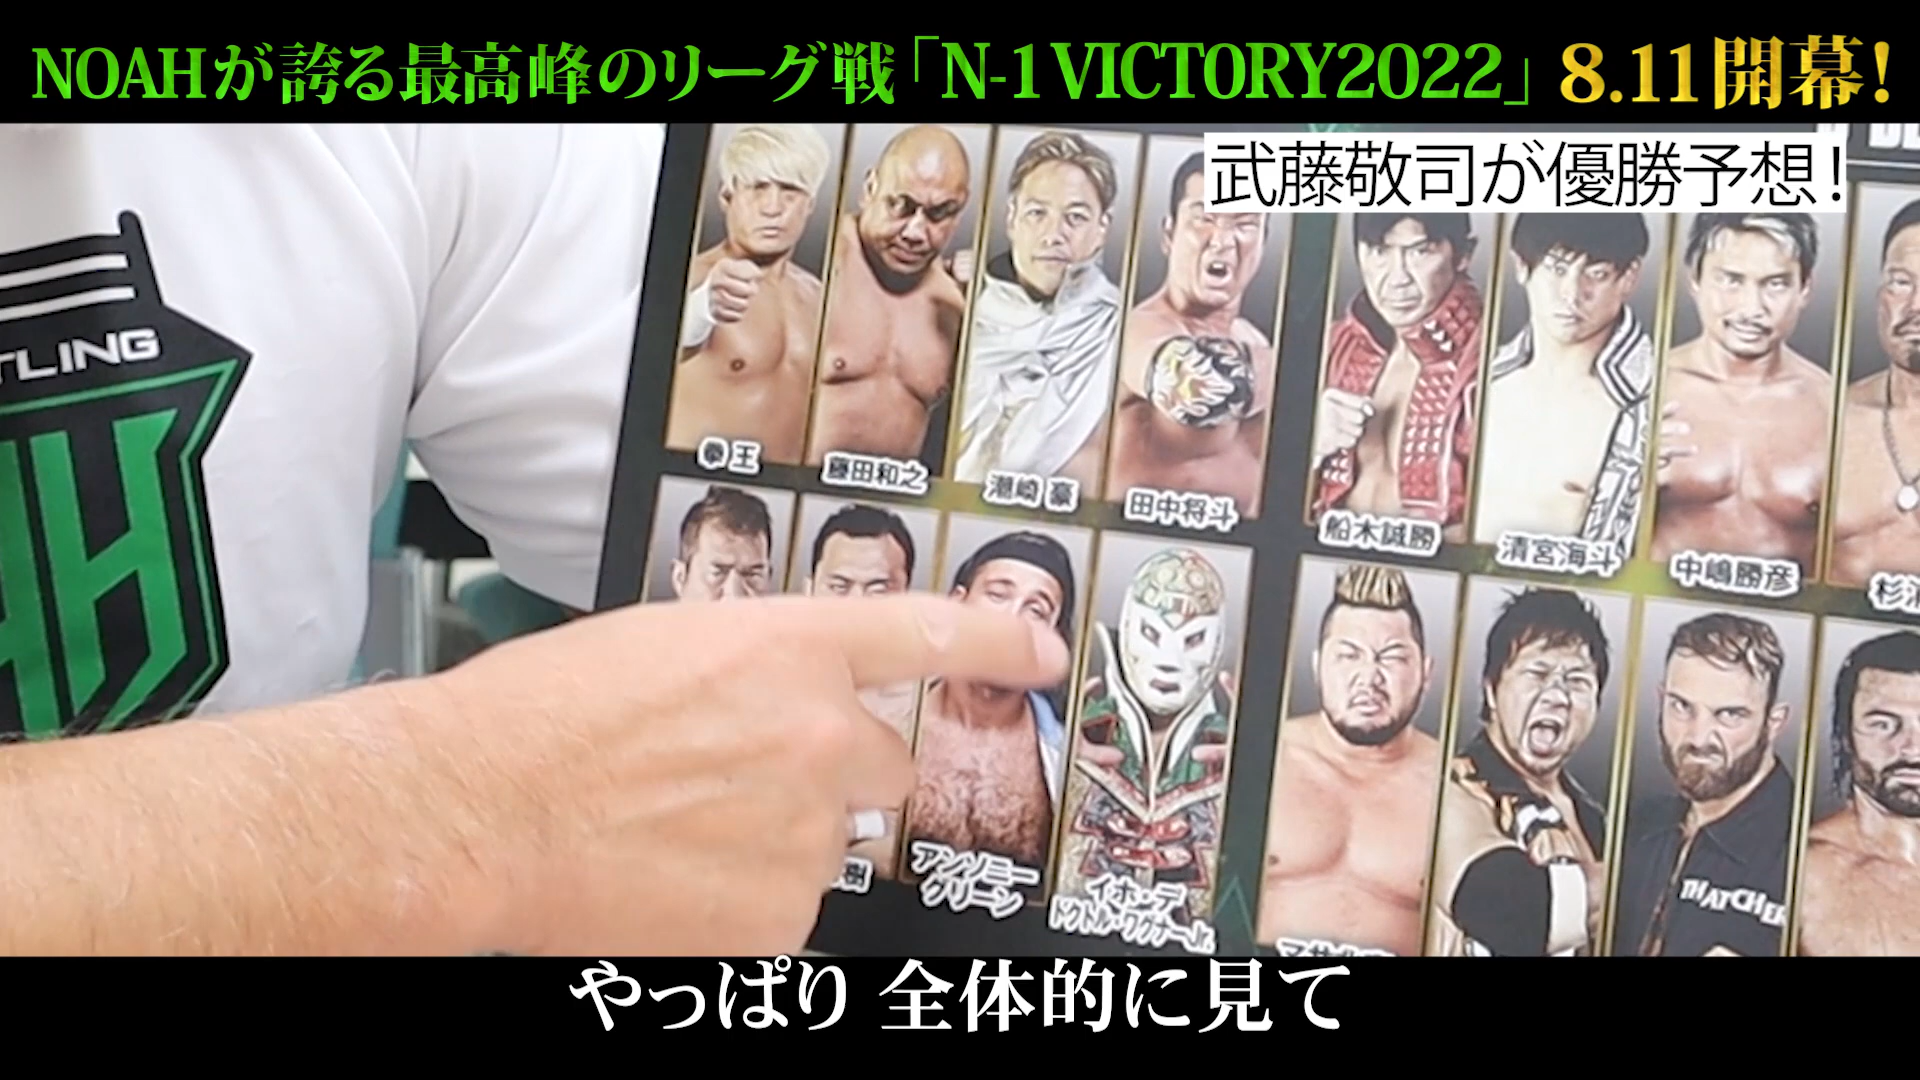 NOAHが誇る最高峰のリーグ戦「N-1 VICTORY2022」8.11開幕!
武藤敬司が優勝予想!
TLING
拳王
藤田和之
潮崎 豪
田中将斗
船木誠勝
清宮海斗
中嶋勝彦
杉浦
樹
アンソニー
グリーン
イホ・デ
ドクトル・ワグナーJr.
THATCHER
やっぱり 全体的に見て